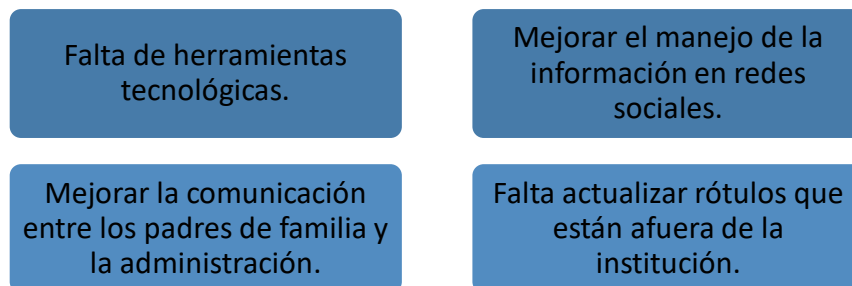 Falta de herramientas
tecnológicas.
Mejorar el manejo de la
información en redes
sociales.
Mejorar la comunicación
entre los padres de familia y
la administración.
Falta actualizar rótulos que
están afuera de la
institución.